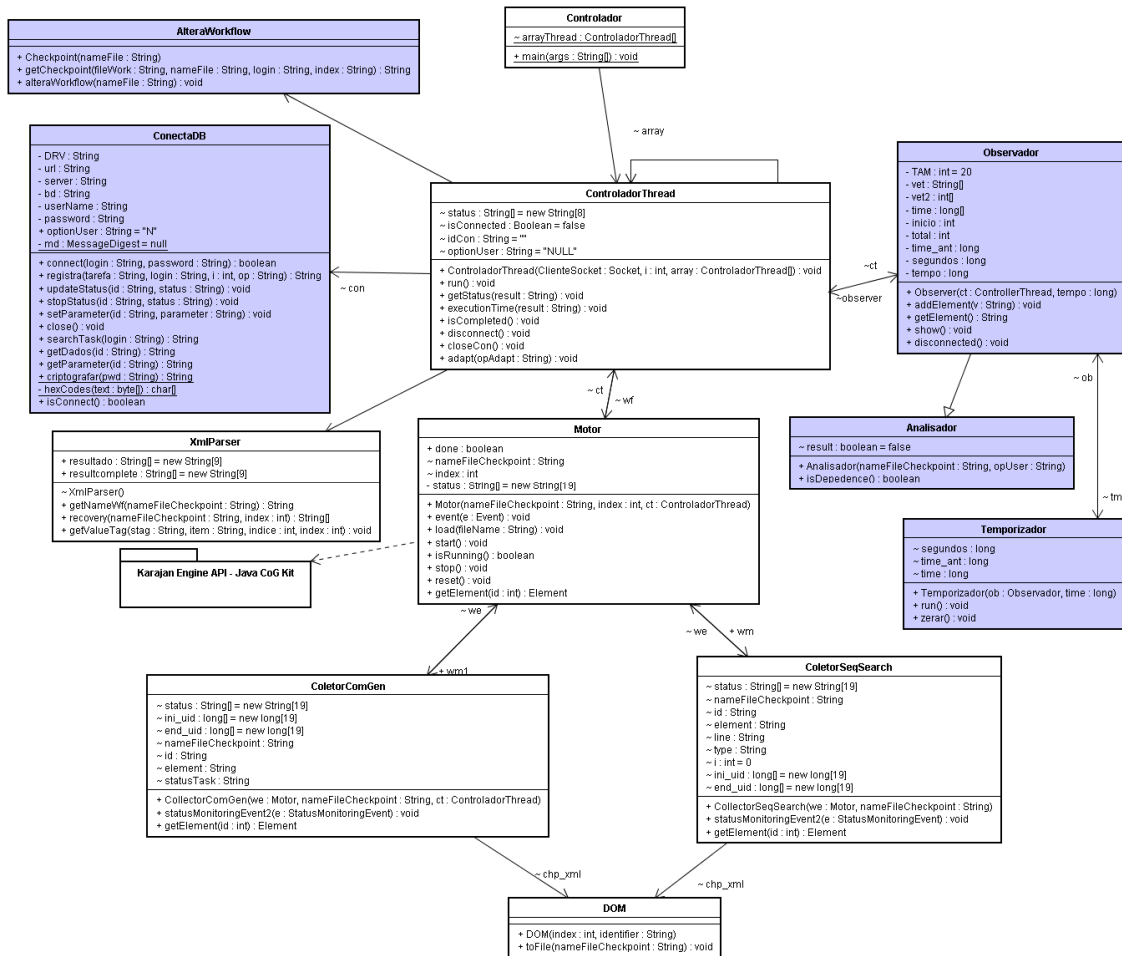 Controlador
~ arrayThread : ControladorThread[]
+ main(args : String[]) : void
AlteraWorkflow
+ Checkpoint(nameFile : String)
+ getCheckpoint(fileWork : String, nameFile : String, login : String, index : String) : String
+ alteraWorkflow(nameFile : String) : void
~ array
ConectaDB
- DRV : String
- url : String
- server : String
- bd : String
- userName : String
- password : String
+ optionUser : String = "N"
- md : MessageDigest = null
+ connect(login : String, password : String) : boolean
+ registra(tarefa : String, login : String, i : int, op : String) : String
+ updateStatus(id : String, status : String) : void
+ stopStatus(id : String, status : String) : void
+ setParameter(id : String, parameter : String) : void
+ close() : void
+ searchTask(login : String) : String
+ getDados(id : String) : String
+ getParameter(id : String) : String
+ criptografar(pwd : String) : String
- hexCodes(text : byte[]) : char[]
+ isConnect() : boolean
~ con
ControladorThread
~ status : String[] = new String[8]
~ isConnected : Boolean = false
~ idCon : String = ""
~ optionUser : String = "NULL"
+ ControladorThread(ClienteSocket : Socket, i : int, array : ControladorThread[]) : void
+ run() : void
+ getStatus(result : String) : void
+ executionTime(result : String) : void
+ isCompleted() : void
+ disconnect() : void
+ closeCon() : void
+ adapt(opAdapt : String) : void
~ct
~observer
Observador
- TAM : int = 20
- vet : String[]
- vet2 : int[]
- time : long[]
- inicio : int
- total : int
- time_ant : long
- segundos : long
- tempo : long
+ Observer(ct : ControllerThread, tempo : long)
+ addElement(v : String) : void
+ getElement() : String
+ show() : void
+ disconnected() : void
~ ob
~ tm
Analisador
~ result : boolean = false
+ Analisador(nameFileCheckpoint : String, opUser : String)
+ isDepedence() : boolean
Temporizador
~ segundos : long
~ time_ant : long
~ time : long
+ Temporizador(ob : Observador, time : long)
+ run() : void
+ zerar() : void
~ ct
~ wf
XmlParser
+ resultado : String[] = new String[9]
+ resultcomplete : String[] = new String[9]
~ XmlParser()
+ getNameWf(nameFileCheckpoint : String) : String
+ recovery(nameFileCheckpoint : String, index : int) : String[]
+ getValueTag(stag : String, item : String, indice : int, index : int) : void
Karajan Engine API - Java CoG Kit
Motor
+ done : boolean
~ nameFileCheckpoint : String
~ index : int
- status : String[] = new String[19]
+ Motor(nameFileCheckpoint : String, index : int, ct : ControladorThread)
+ event(e : Event) : void
+ load(fileName : String) : void
+ start() : void
+ isRunning() : boolean
+ stop() : void
+ reset() : void
+ getElement(id : int) : Element
~ we
+ wm1
~ we
+ wm
ColetorComGen
~ status : String[] = new String[19]
~ ini_uid : long[] = new long[19]
~ end_uid : long[] = new long[19]
~ nameFileCheckpoint : String
~ id : String
~ element : String
~ statusTask : String
+ CollectorComGen(we : Motor, nameFileCheckpoint : String, ct : ControladorThread)
+ statusMonitoringEvent2(e : StatusMonitoringEvent) : void
+ getElement(id : int) : Element
ColetorSeqSearch
~ status : String[] = new String[19]
~ nameFileCheckpoint : String
~ id : String
~ element : String
~ line : String
~ type : String
~ i : int = 0
~ ini_uid : long[] = new long[19]
~ end_uid : long[] = new long[19]
+ CollectorSeqSearch(we : Motor, nameFileCheckpoint : String)
+ statusMonitoringEvent2(e : StatusMonitoringEvent) : void
+ getElement(id : int) : Element
~ chp_xml
~ chp_xml
DOM
+ DOM(index : int, identifier : String)
+ toFile(nameFileCheckpoint : String) : void